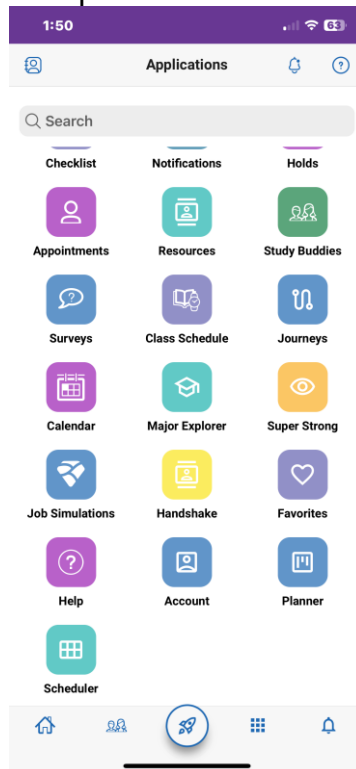 1:50
63
Applications
?
Search
Checklist Notifications Holds
Appointments Resources Study Buddies
?
Surveys Class Schedule Journeys
Calendar Major Explorer Super Strong
Job Simulations Handshake Favorites
?
Help Account Planner
Scheduler